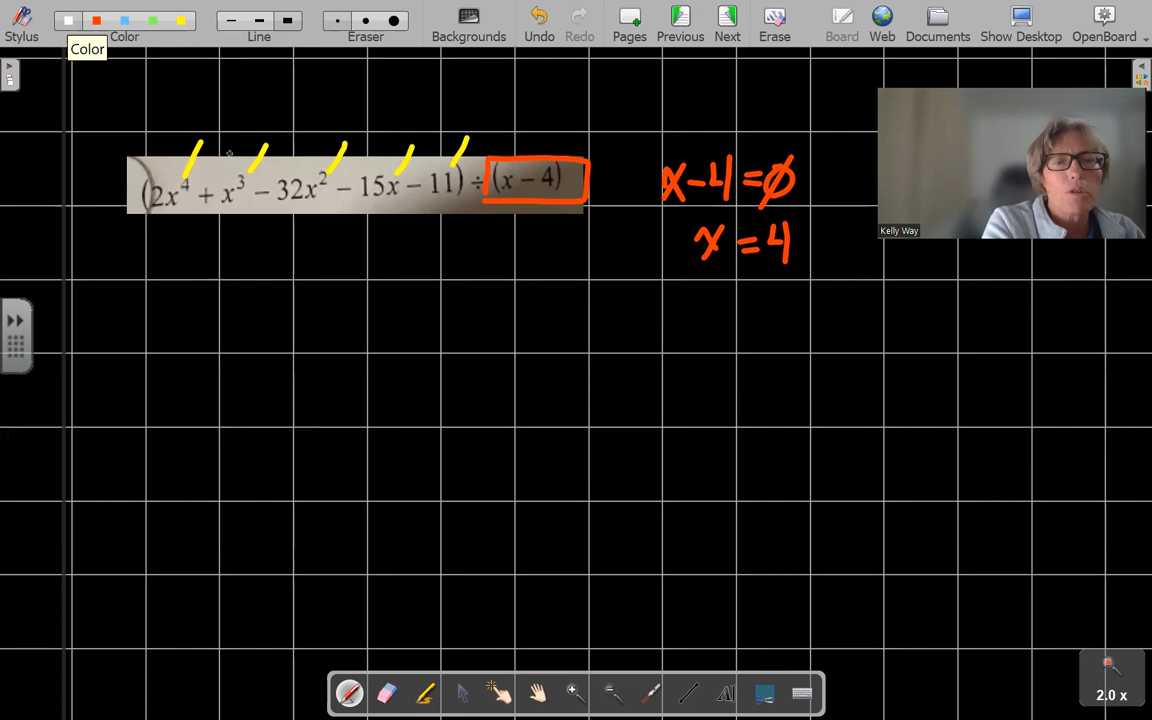 Stylus Color Line Eraser Backgrounds Undo Redo Pages Previous Next Erase Board Web Documents Show Desktop OpenBoard
Color
(2x⁴ + x³ − 32x² − 15x − 11) ÷ (x − 4)
x − 4 = 0
x = 4
Kelly Way
2.0 x